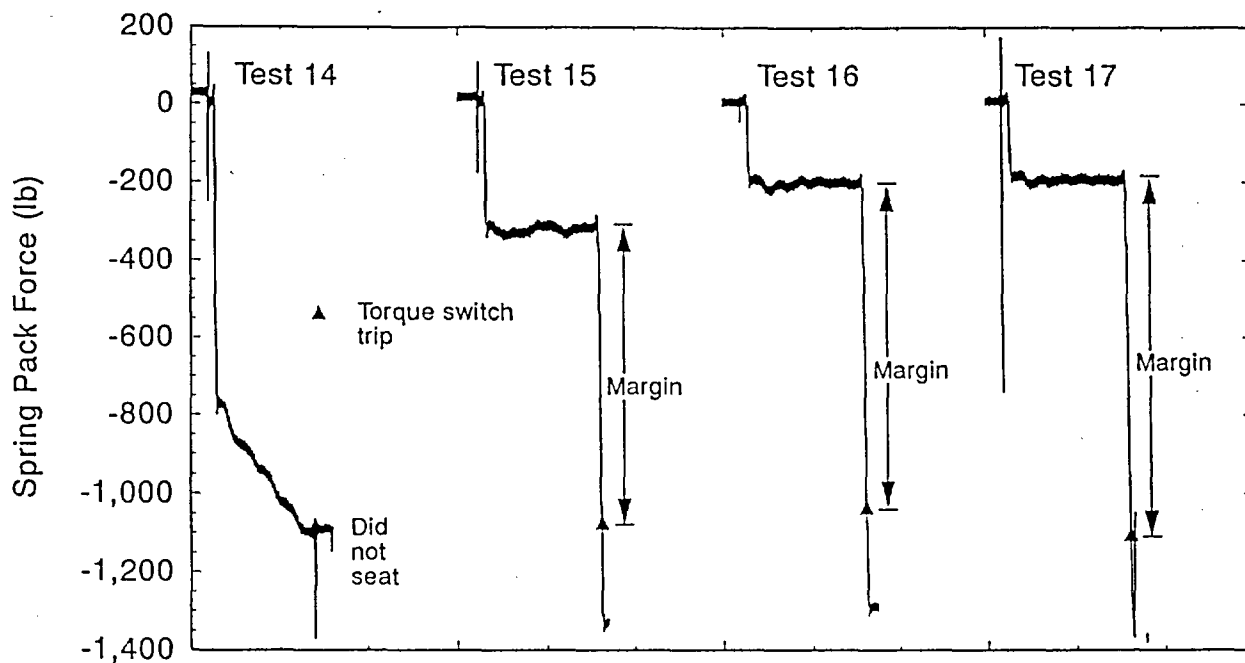 200
0
-200
-400
-600
-800
-1,000
-1,200
-1,400
Spring Pack Force (lb)
Test 14
Test 15
Test 16
Test 17
Torque switch
trip
Margin
Margin
Margin
Did
not
seat